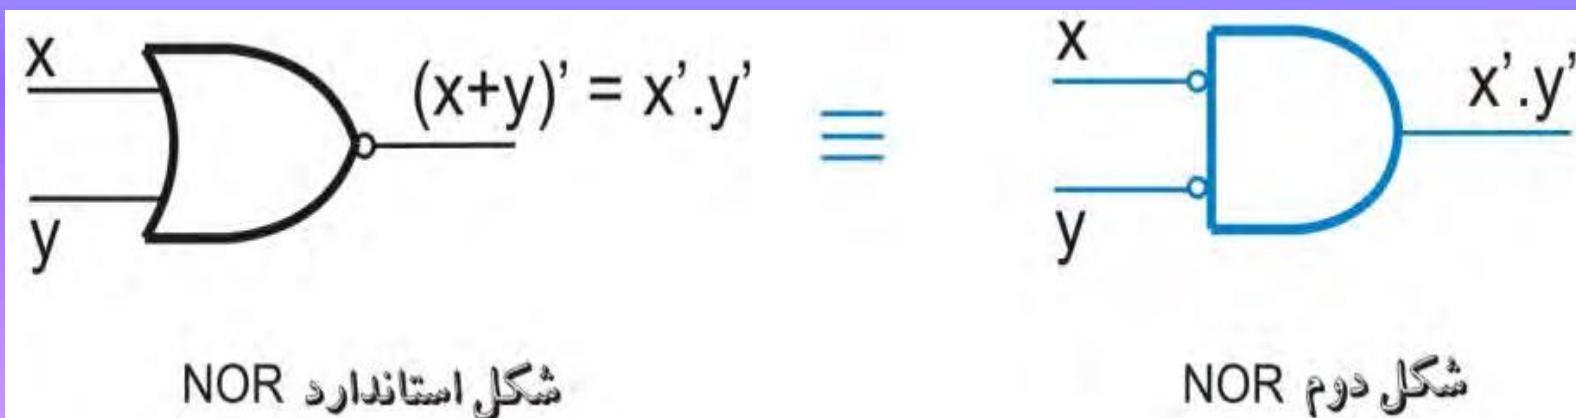 x
(x+y)’ = x’.y’
y
≡
x
x’.y’
y
شکل استاندارد NOR
شکل دوم NOR